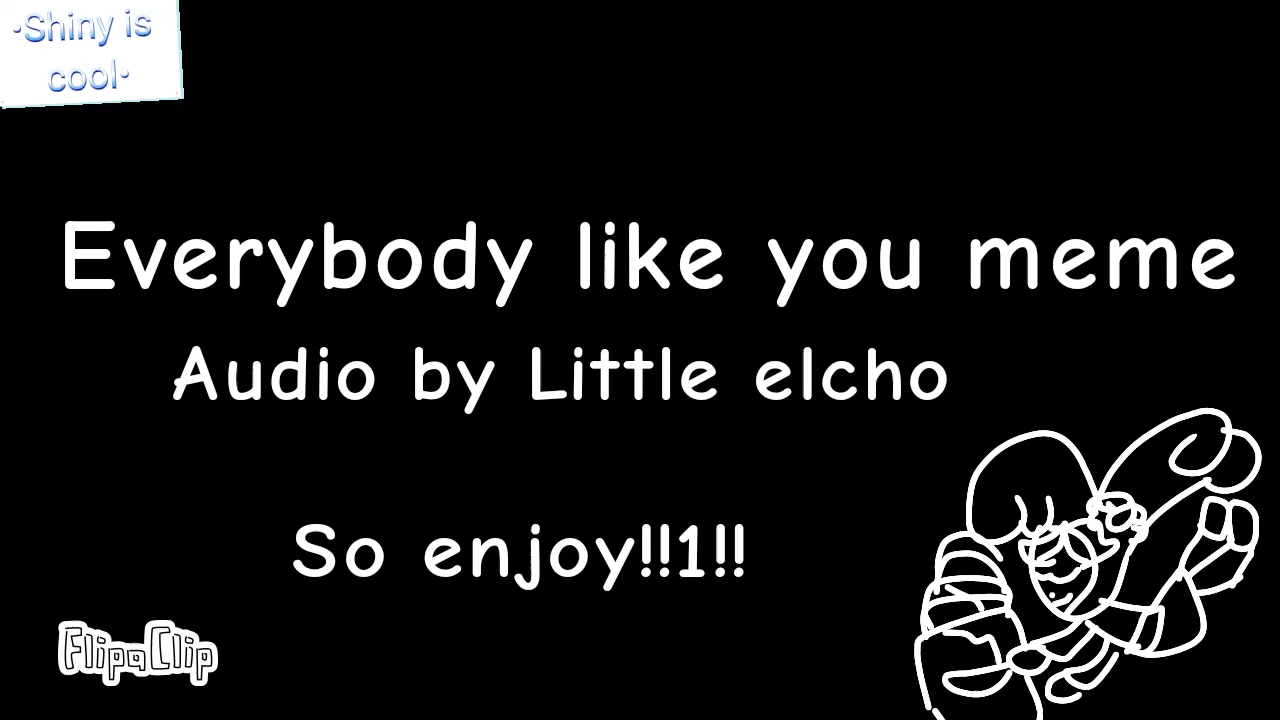 ·Shiny is
cool·
Everybody like you meme
Audio by Little elcho
So enjoy!!1!!
FlipaClip